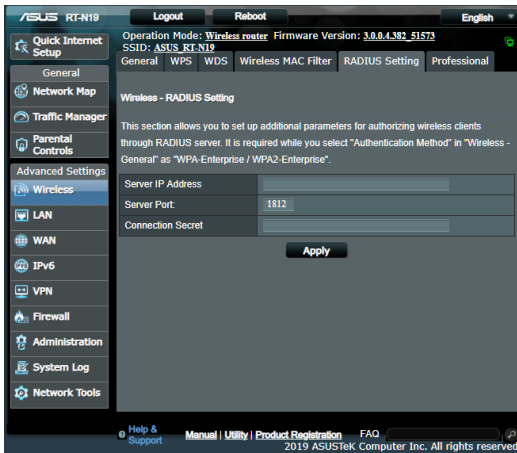 ASUS RT-N19 Logout Reboot English
Operation Mode: Wireless router Firmware Version: 3.0.0.4.382_51573
SSID: ASUS_RT-N19
Quick Internet Setup
General
Network Map
Traffic Manager
Parental Controls
Advanced Settings
Wireless
LAN
WAN
IPv6
VPN
Firewall
Administration
System Log
Network Tools
General WPS WDS Wireless MAC Filter RADIUS Setting Professional
Wireless - RADIUS Setting
This section allows you to set up additional parameters for authorizing wireless clients
through RADIUS server. It is required while you select "Authentication Method" in "Wireless -
General" as "WPA-Enterprise / WPA2-Enterprise".
Server IP Address
Server Port: 1812
Connection Secret
Apply
Help & Support Manual | Utility | Product Registration FAQ
2019 ASUSTeK Computer Inc. All rights reserved